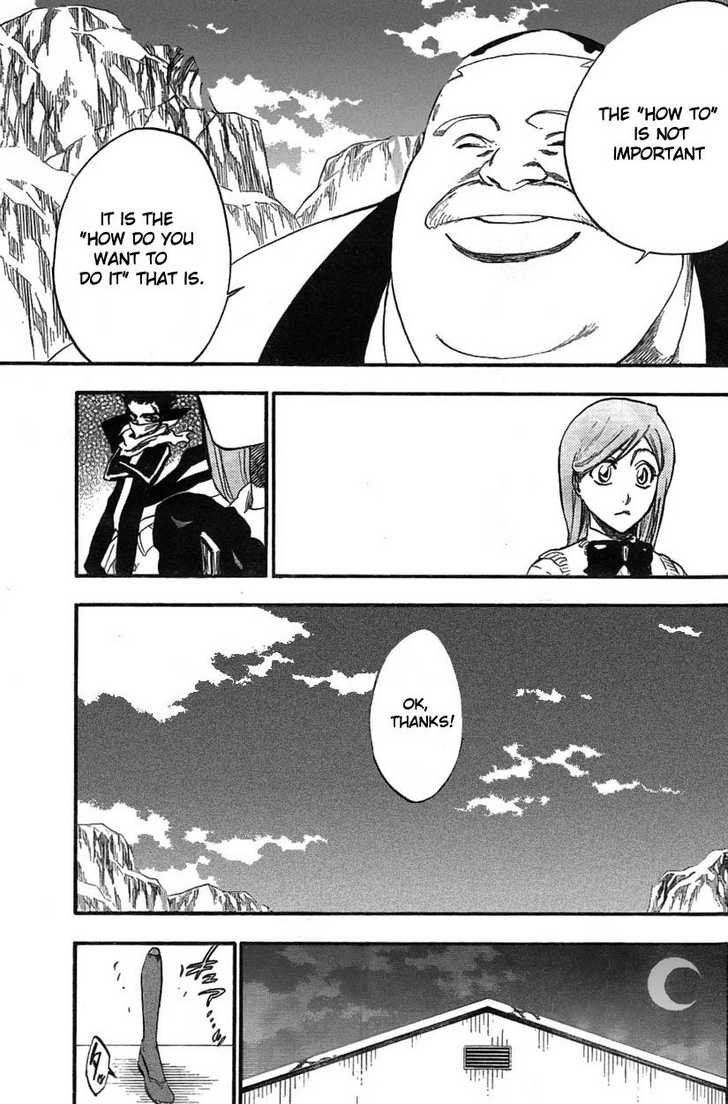 THE "HOW TO"
IS NOT
IMPORTANT
IT IS THE
"HOW DO YOU
WANT TO
DO IT" THAT IS.
OK,
THANKS!